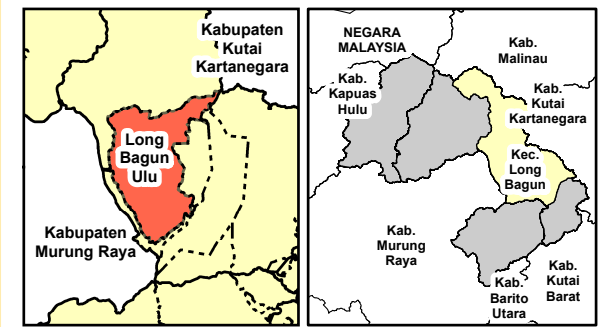 Kabupaten
Kutai
Kartanegara
Long
Bagun
Ulu
Kabupaten
Murung Raya
NEGARA
MALAYSIA
Kab.
Malinau
Kab.
Kapuas
Hulu
Kab.
Kutai
Kartanegara
Kec.
Long
Bagun
Kab.
Murung
Raya
Kab.
Barito
Utara
Kab.
Kutai
Barat